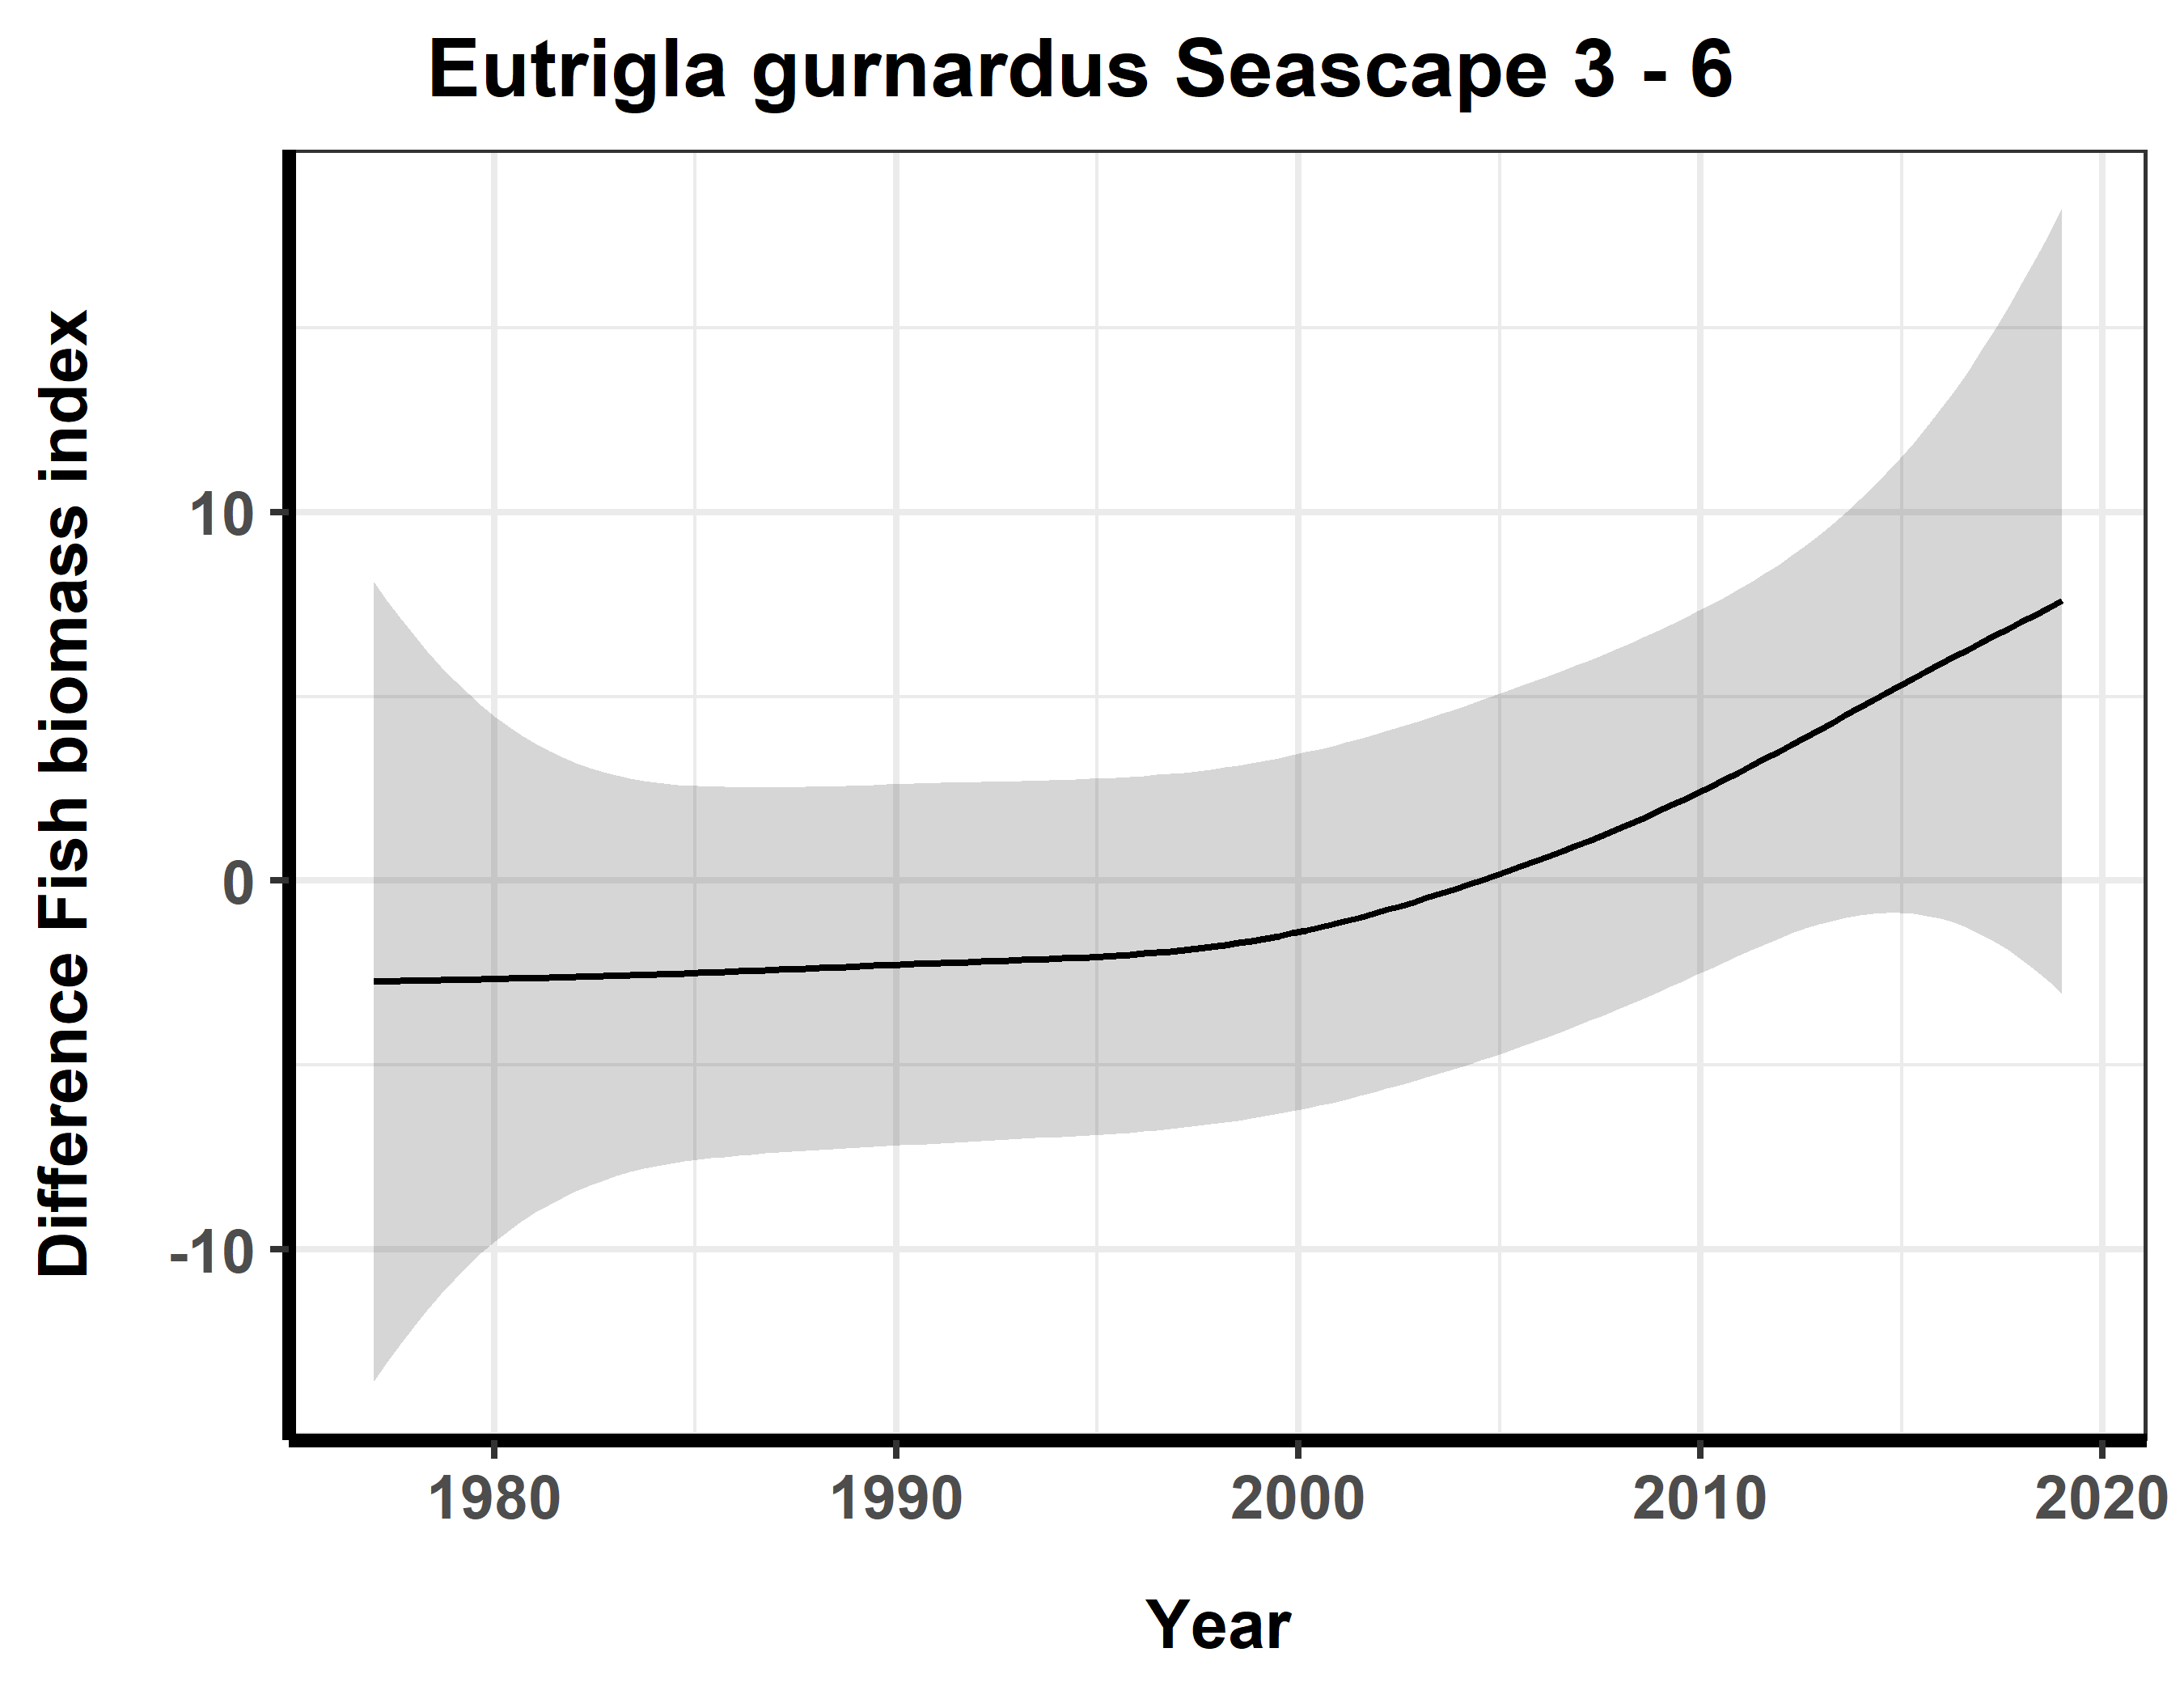 Eutrigla gurnardus Seascape 3 - 6
Difference Fish biomass index
10
0
-10
1980 1990 2000 2010 2020
Year